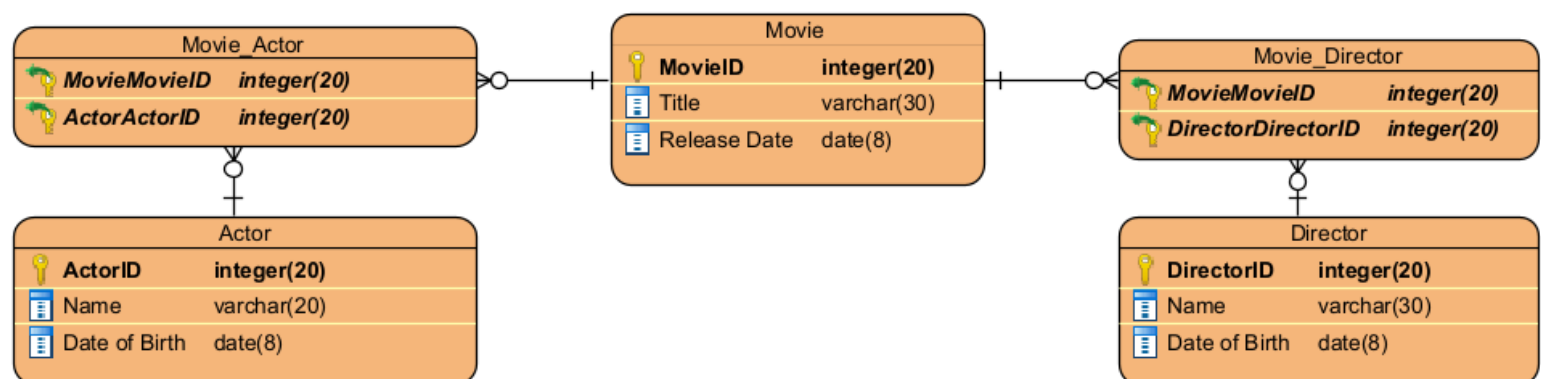 Movie_Actor
MovieMovieID integer(20)
ActorActorID integer(20)
Movie
MovieID integer(20)
Title varchar(30)
Release Date date(8)
Movie_Director
MovieMovieID integer(20)
DirectorDirectorID integer(20)
Actor
ActorID integer(20)
Name varchar(20)
Date of Birth date(8)
Director
DirectorID integer(20)
Name varchar(30)
Date of Birth date(8)